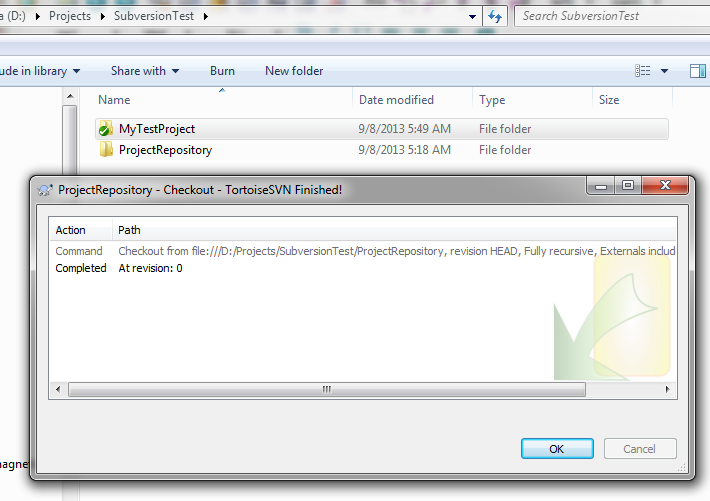 a (D:) ▸ Projects ▸ SubversionTest ▸ Search SubversionTest
ude in library Share with Burn New folder
Name Date modified Type Size
MyTestProject 9/8/2013 5:49 AM File folder
ProjectRepository 9/8/2013 5:18 AM File folder
ProjectRepository - Checkout - TortoiseSVN Finished!
Action Path
Command Checkout from file:///D:/Projects/SubversionTest/ProjectRepository, revision HEAD, Fully recursive, Externals includ
Completed At revision: 0
OK Cancel
magne